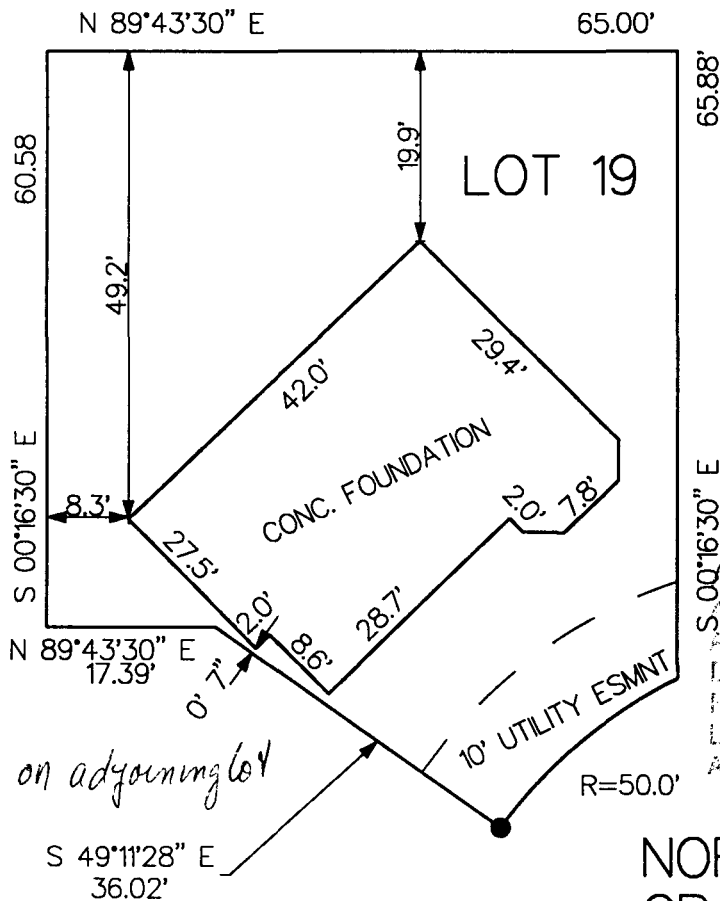 N 89°43'30" E
65.00'
60.58
65.88'
19.9'
LOT 19
49.2'
42.0'
29.4'
S 00°16'30" E
8.3'
CONC. FOUNDATION
2.0'
7.8'
S 00°16'30" E
27.5'
28.7'
2.0'
8.6'
N 89°43'30" E
17.39'
0' 7"
10' UTILITY ESMNT
on adjoining lot
R=50.0'
S 49°11'28" E
36.02'